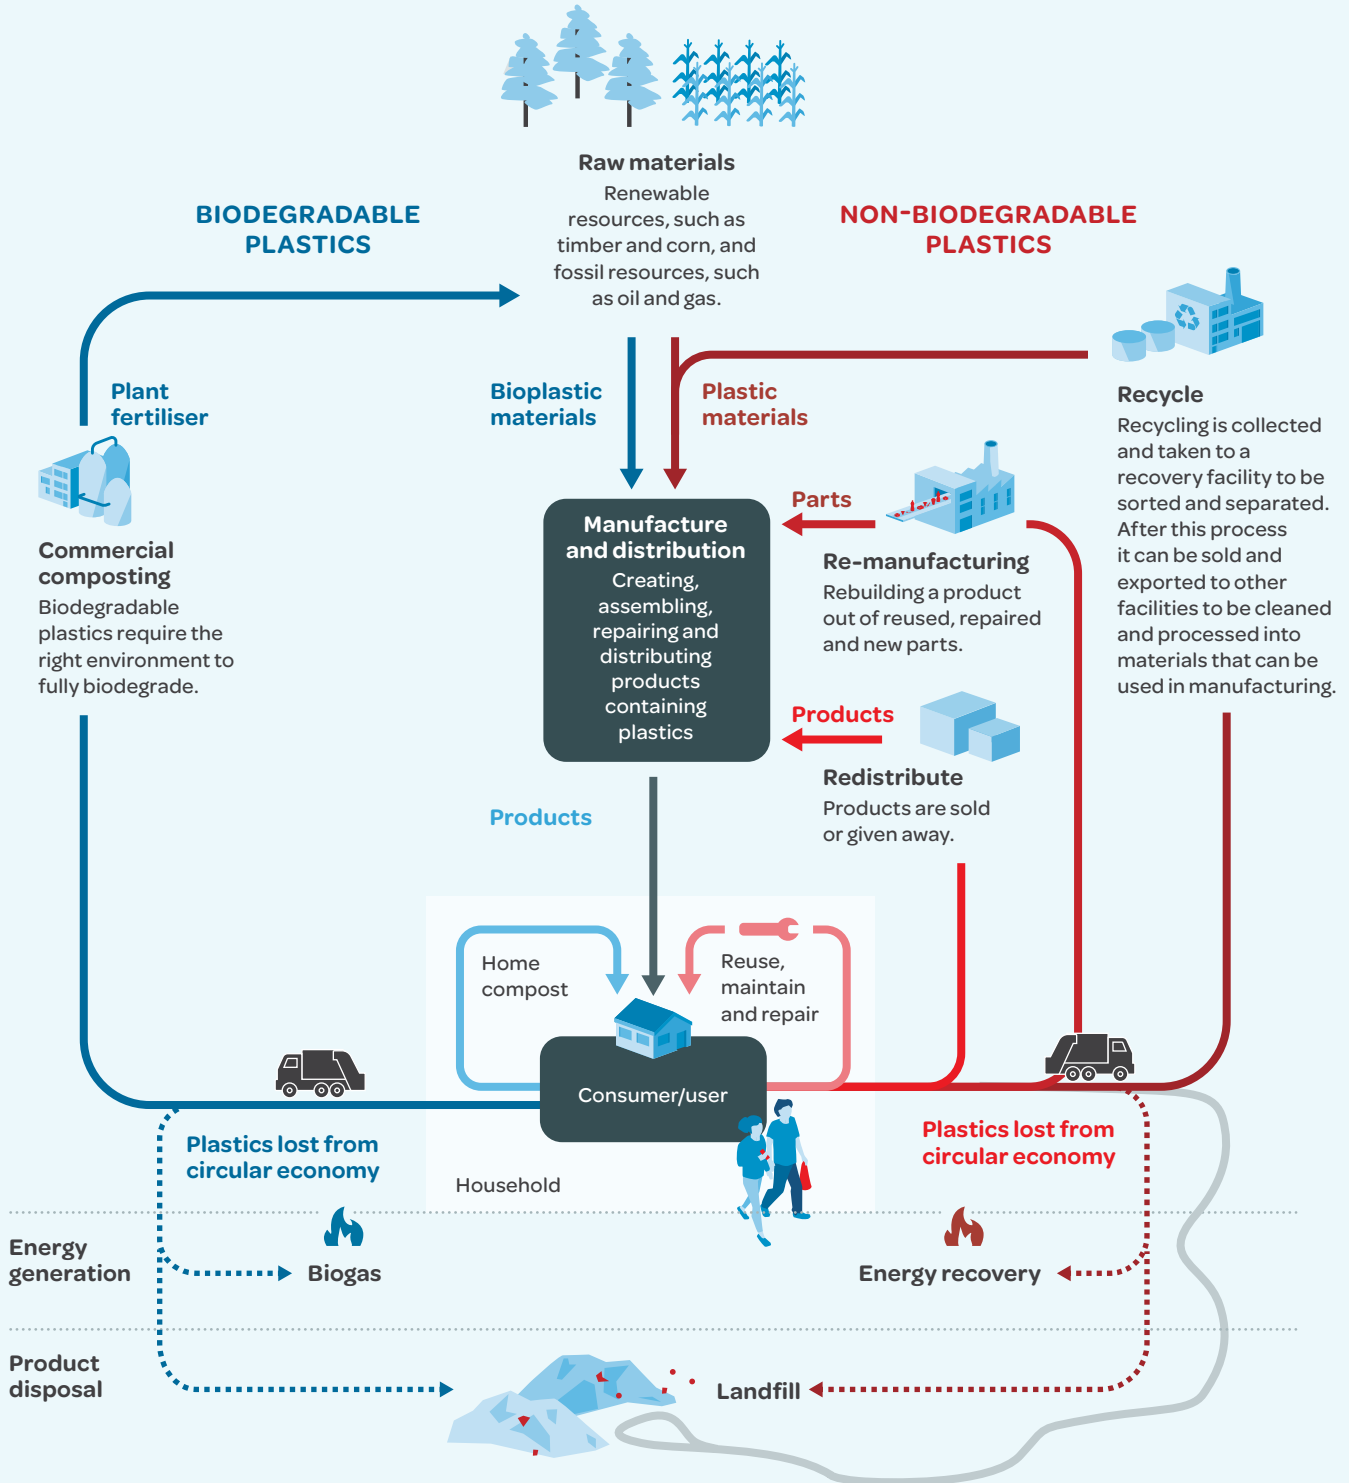 Raw materials
Renewable
resources, such as
timber and corn, and
fossil resources, such
as oil and gas.
BIODEGRADABLE
PLASTICS
NON-BIODEGRADABLE
PLASTICS
Plant
fertiliser
Bioplastic
materials
Plastic
materials
Recycle
Recycling is collected
and taken to a
recovery facility to be
sorted and separated.
After this process
it can be sold and
exported to other
facilities to be cleaned
and processed into
materials that can be
used in manufacturing.
Commercial
composting
Biodegradable
plastics require the
right environment to
fully biodegrade.
Manufacture
and distribution
Creating,
assembling,
repairing and
distributing
products
containing
plastics
Parts
Re-manufacturing
Rebuilding a product
out of reused, repaired
and new parts.
Products
Redistribute
Products are sold
or given away.
Products
Home
compost
Reuse,
maintain
and repair
Consumer/user
Household
Plastics lost from
circular economy
Plastics lost from
circular economy
Energy
generation
Biogas
Energy recovery
Product
disposal
Landfill